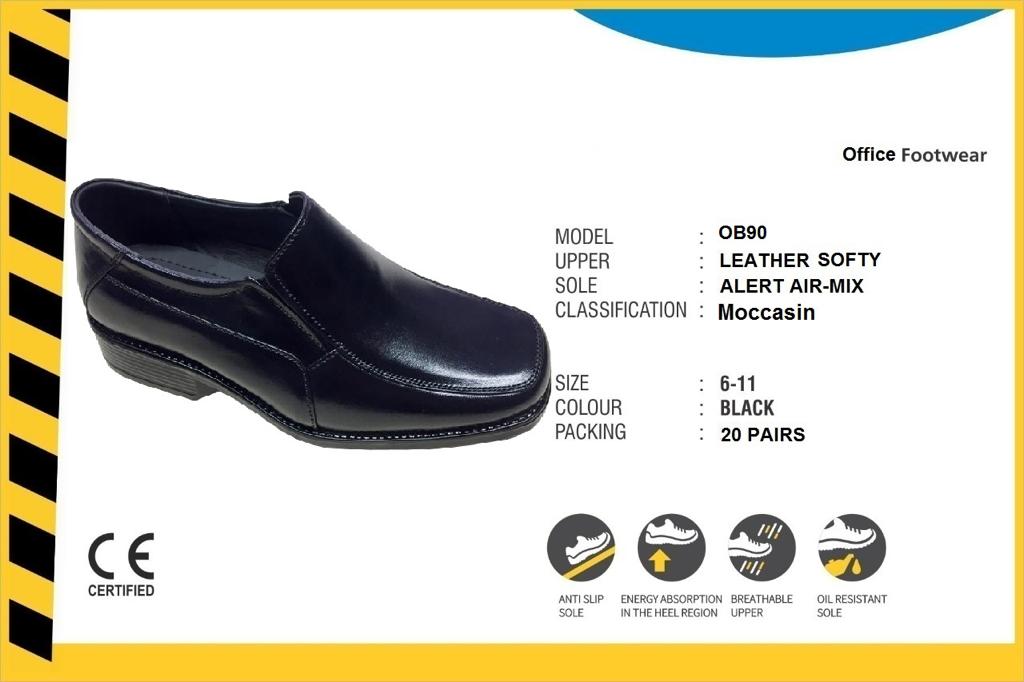 Office Footwear
MODEL : OB90
UPPER : LEATHER SOFTY
SOLE : ALERT AIR-MIX
CLASSIFICATION : Moccasin
SIZE : 6-11
COLOUR : BLACK
PACKING : 20 PAIRS
CE
CERTIFIED
ANTI SLIP
SOLE
ENERGY ABSORPTION
IN THE HEEL REGION
BREATHABLE
UPPER
OIL RESISTANT
SOLE